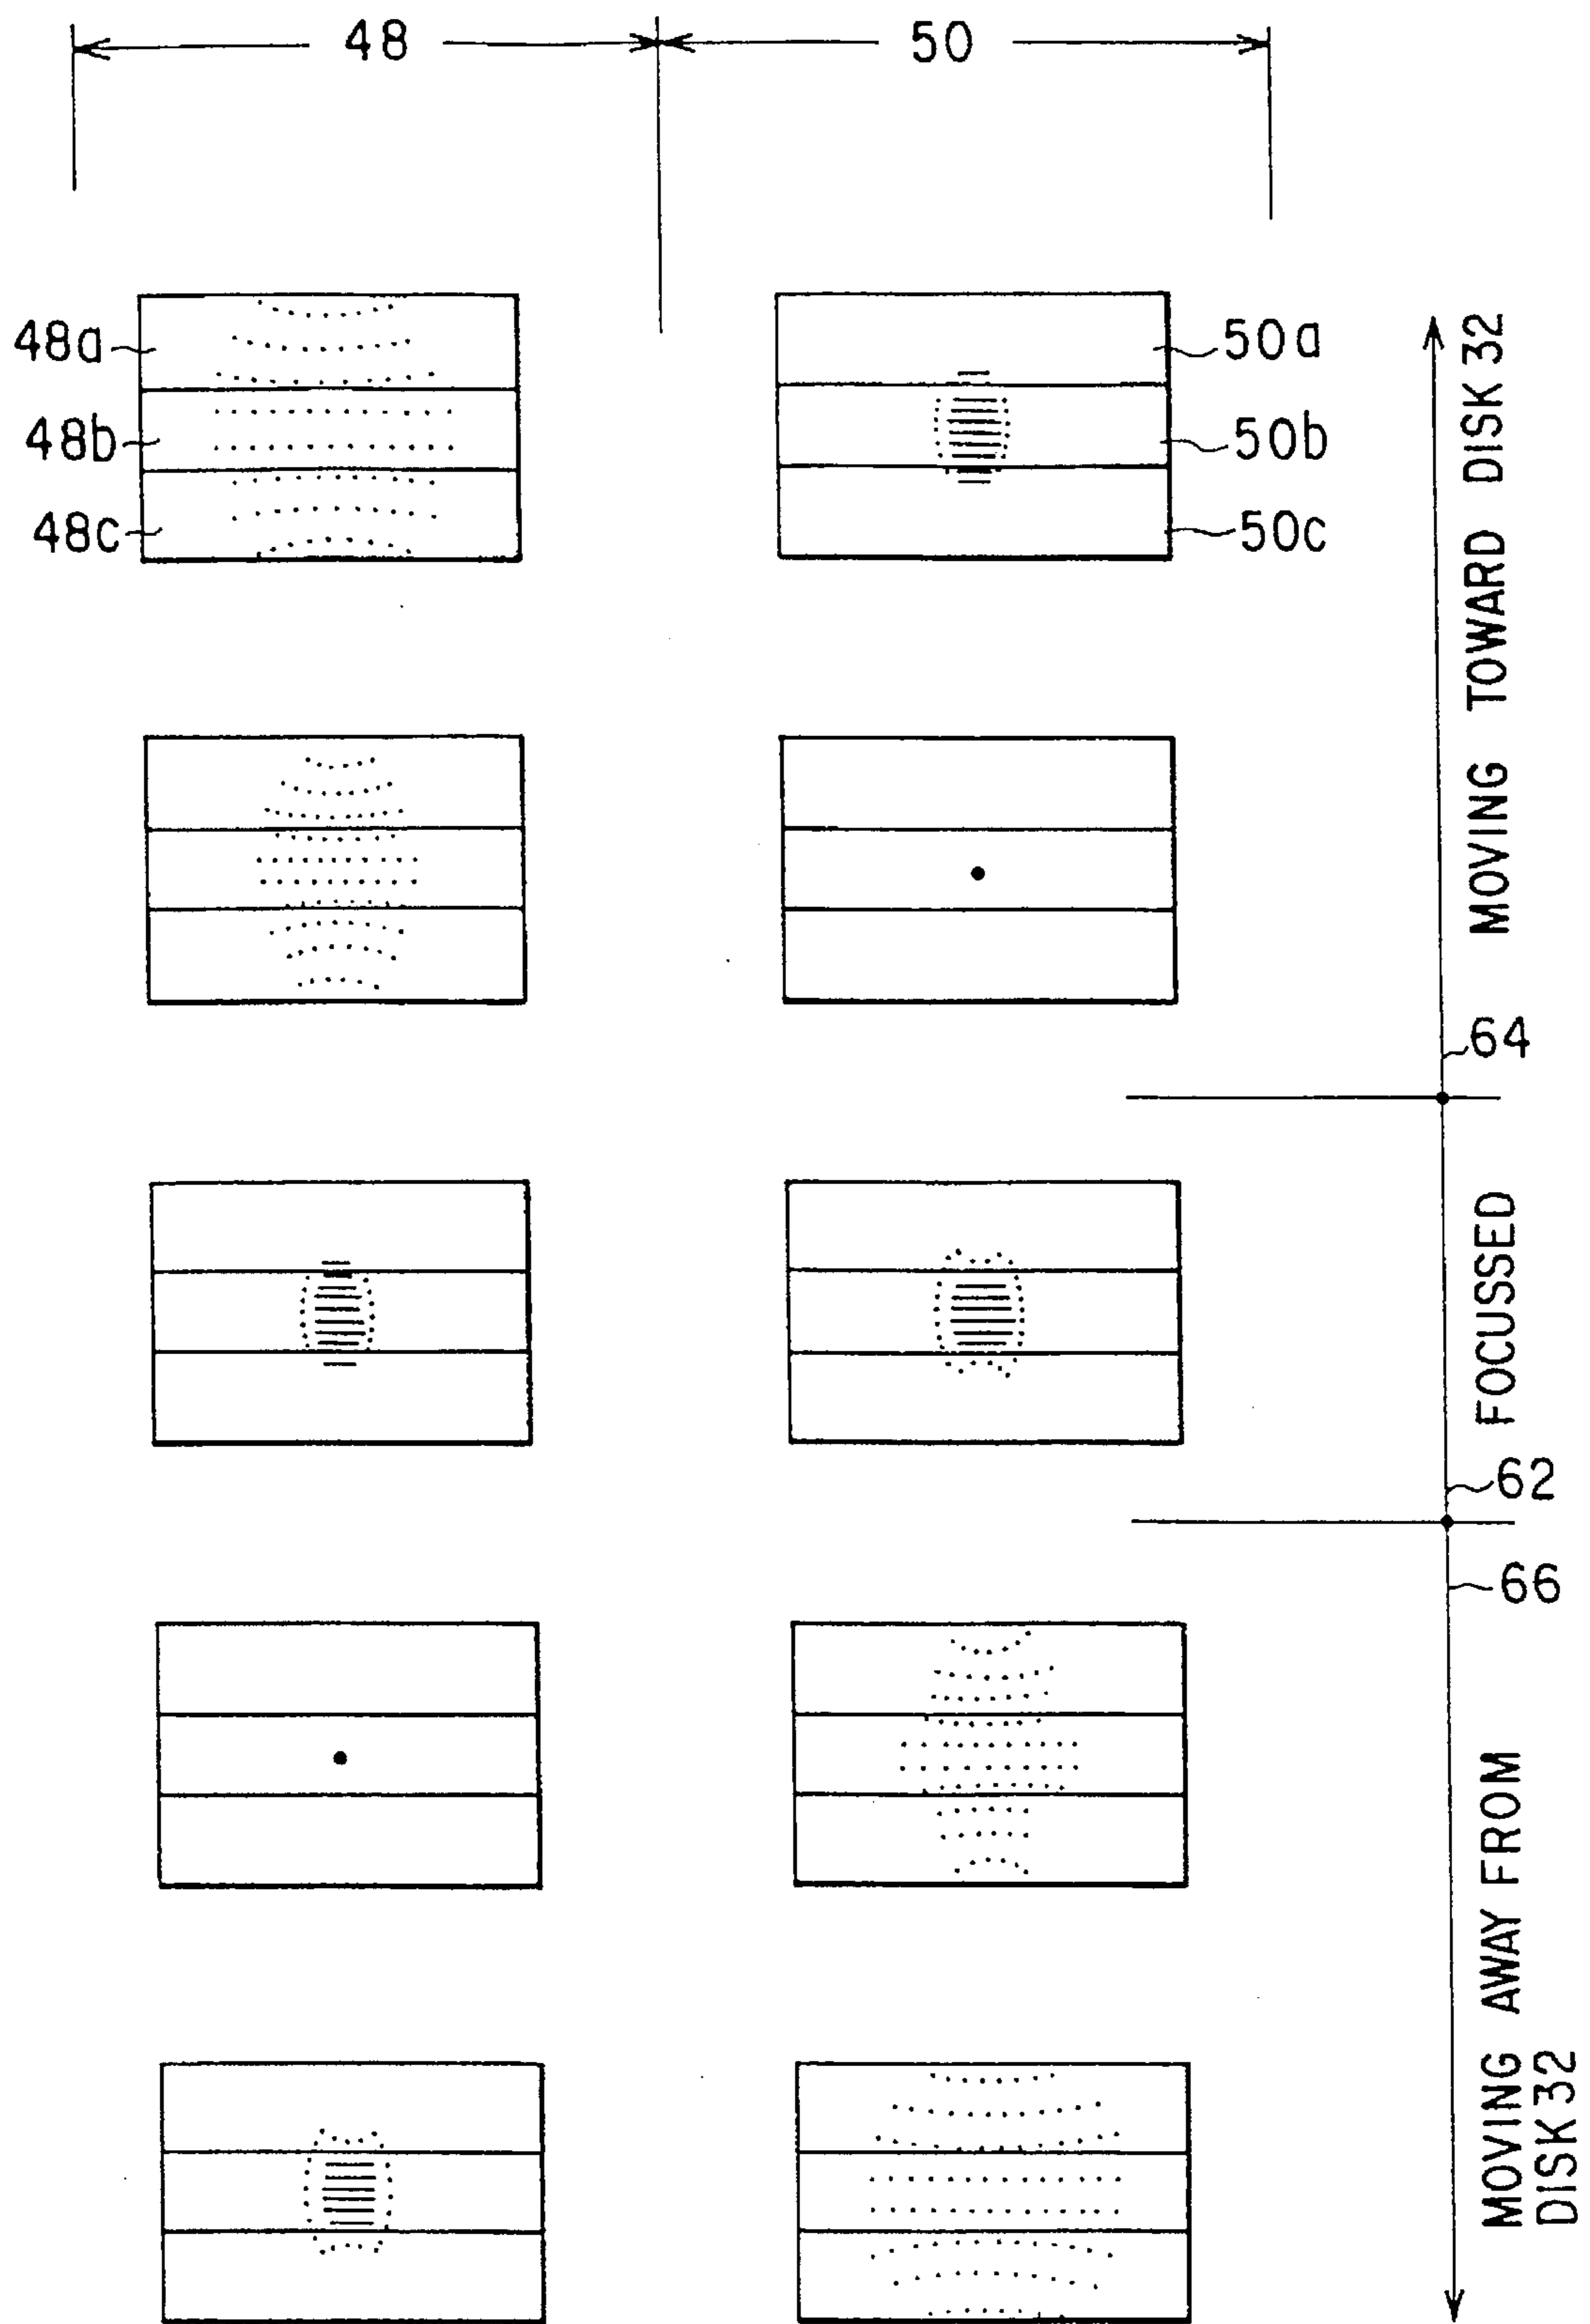 48
50
48a
48b
48c
50a
50b
50c
MOVING TOWARD DISK 32
64
FOCUSSED
62
66
MOVING AWAY FROM
DISK 32